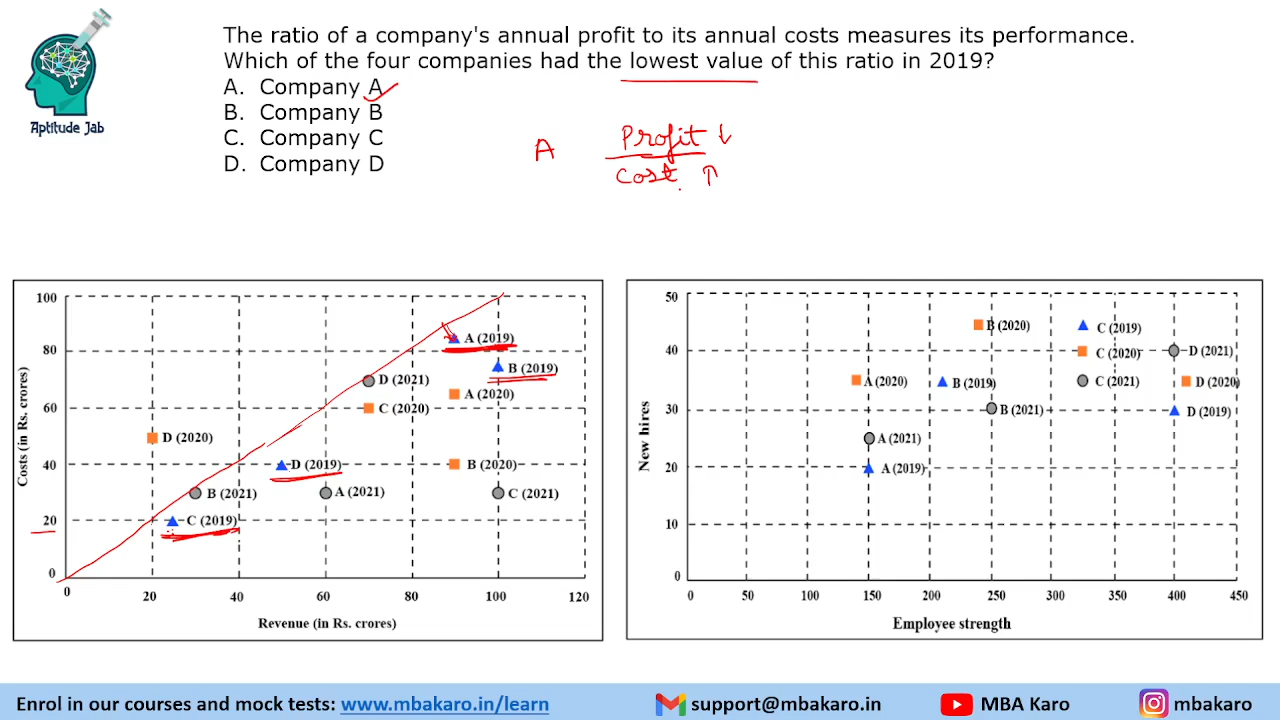 The ratio of a company's annual profit to its annual costs measures its performance.
Which of the four companies had the lowest value of this ratio in 2019?
A. Company A
B. Company B
C. Company C
D. Company D
Aptitude Jab
A
Profit ↓
Cost ↑
Costs (in Rs. crores)
100
80
60
40
20
0
A (2019)
B (2019)
D (2021)
A (2020)
C (2020)
D (2020)
D (2019)
B (2020)
B (2021)
A (2021)
C (2021)
C (2019)
0 20 40 60 80 100 120
Revenue (in Rs. crores)
New hires
50
40
30
20
10
0
B (2020)
C (2019)
C (2020)
D (2021)
A (2020)
B (2019)
C (2021)
D (2020)
B (2021)
D (2019)
A (2021)
A (2019)
0 50 100 150 200 250 300 350 400 450
Employee strength
Enrol in our courses and mock tests: www.mbakaro.in/learn support@mbakaro.in MBA Karo mbakaro